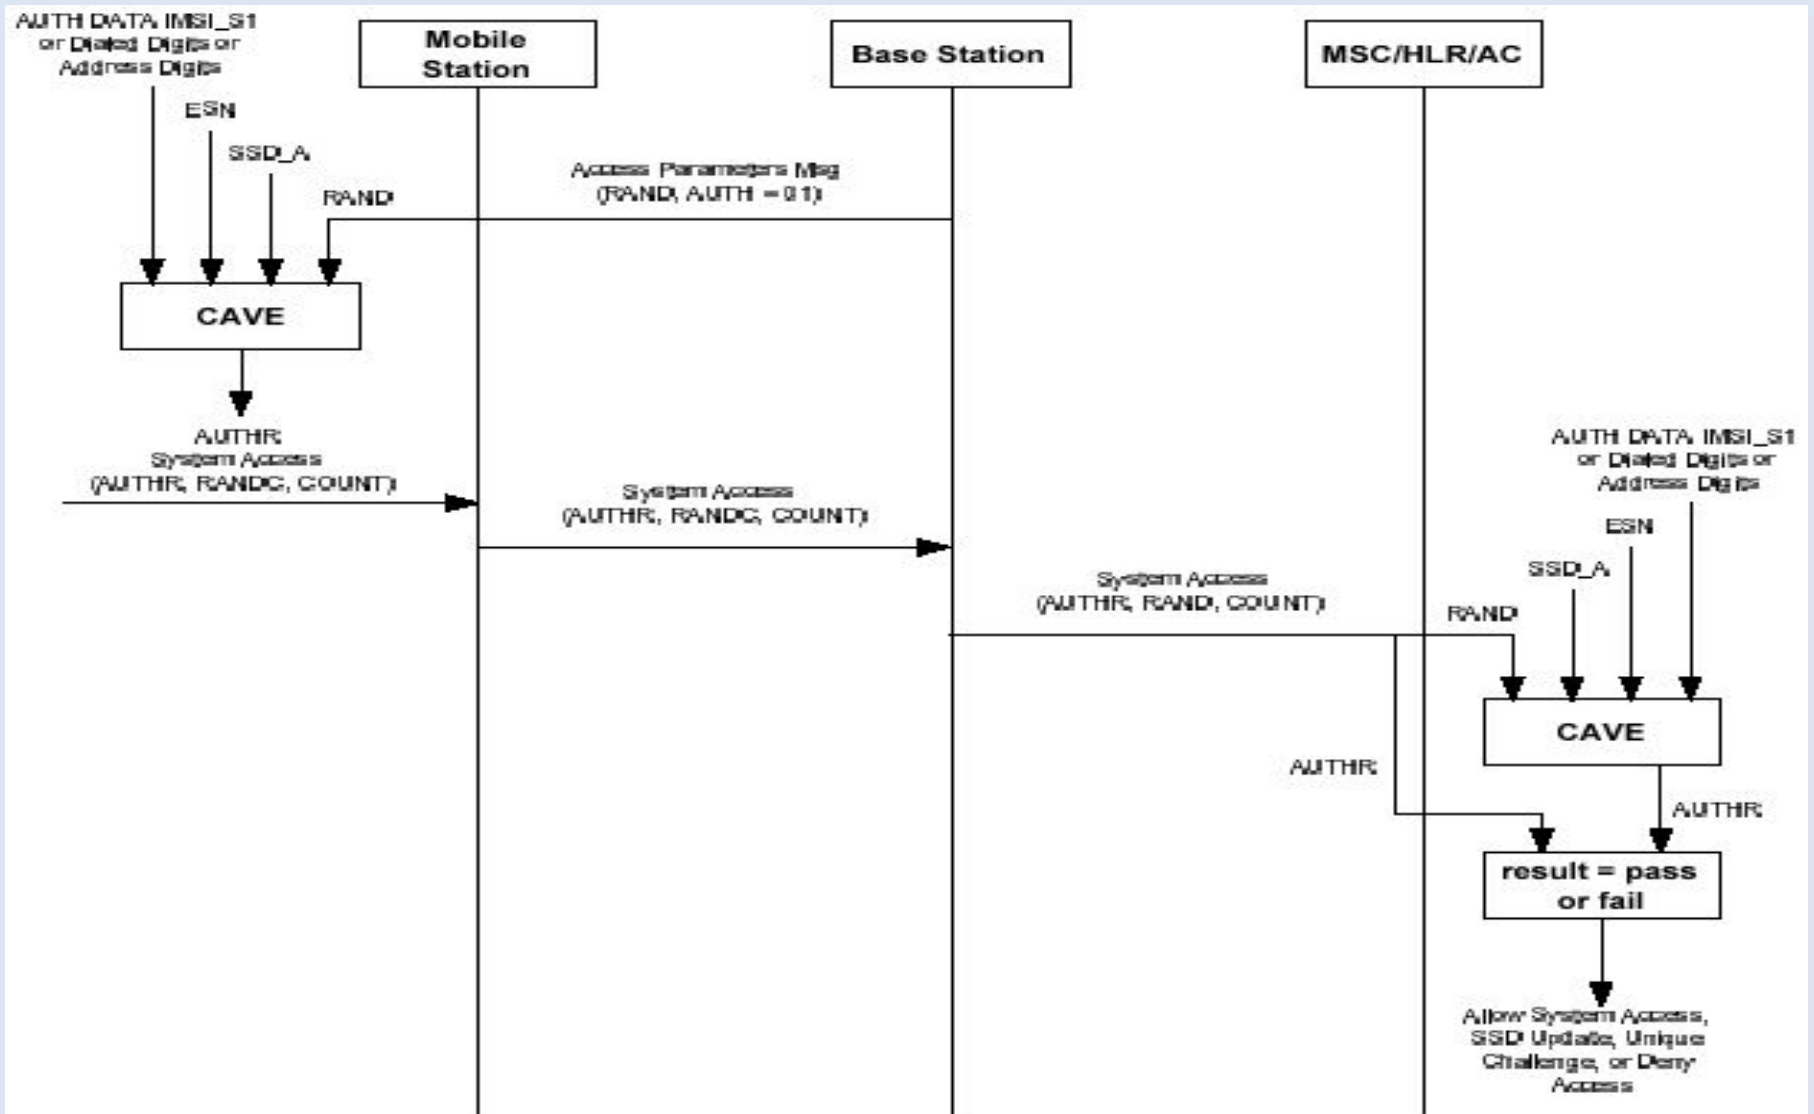 AUTH DATA IMSI_S1
or Dialed Digits or
Address Digits
Mobile
Station
Base Station
MSC/HLR/AC
ESN
SSD_A
RAND
Access Parameters Msg
(RAND, AUTH = 01)
CAVE
AUTHR
System Access
(AUTHR, RANDC, COUNT)
System Access
(AUTHR, RANDC, COUNT)
System Access
(AUTHR, RAND, COUNT)
AUTH DATA IMSI_S1
or Dialed Digits or
Address Digits
ESN
SSD_A
RAND
CAVE
AUTHR
AUTHR
result = pass
or fail
Allow System Access,
SSD Update, Unique
Challenge, or Deny
Access